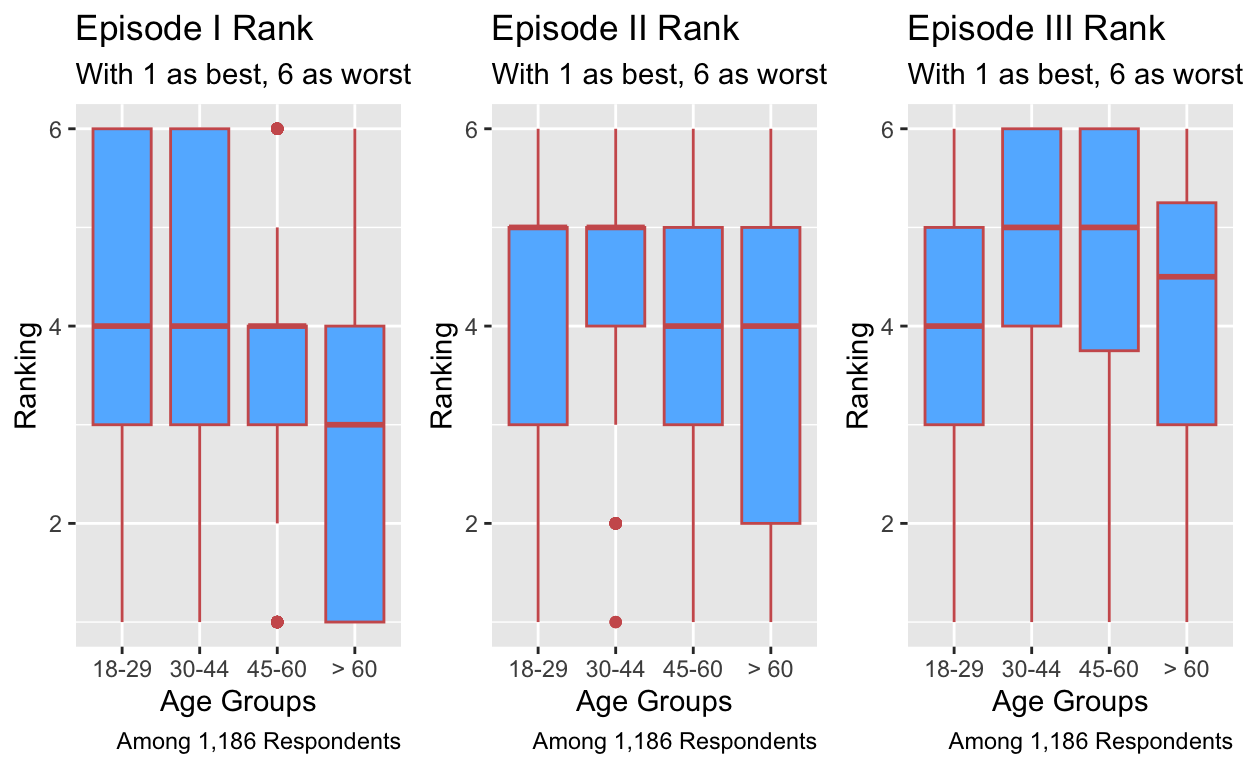 Episode I Rank
With 1 as best, 6 as worst
6
4
2
Ranking
18-29 30-44 45-60 > 60
Age Groups
Among 1,186 Respondents
Episode II Rank
With 1 as best, 6 as worst
6
4
2
Ranking
18-29 30-44 45-60 > 60
Age Groups
Among 1,186 Respondents
Episode III Rank
With 1 as best, 6 as worst
6
4
2
Ranking
18-29 30-44 45-60 > 60
Age Groups
Among 1,186 Respondents